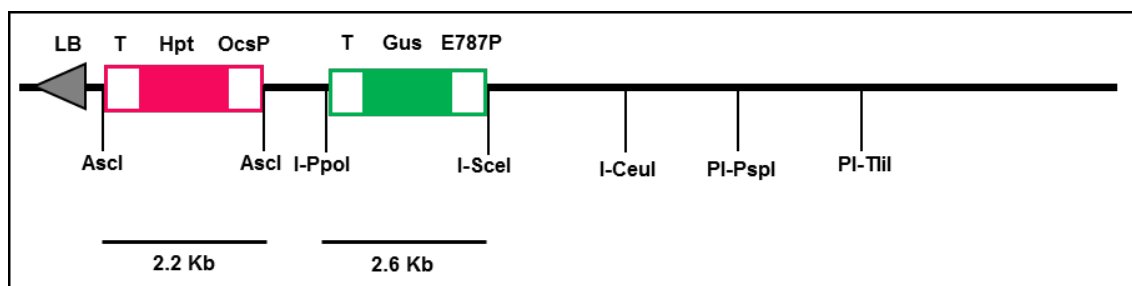 LB T Hpt OcsP T Gus E787P
AscI AscI I-PpoI I-SceI I-CeuI PI-PspI PI-TliI
2.2 Kb 2.6 Kb